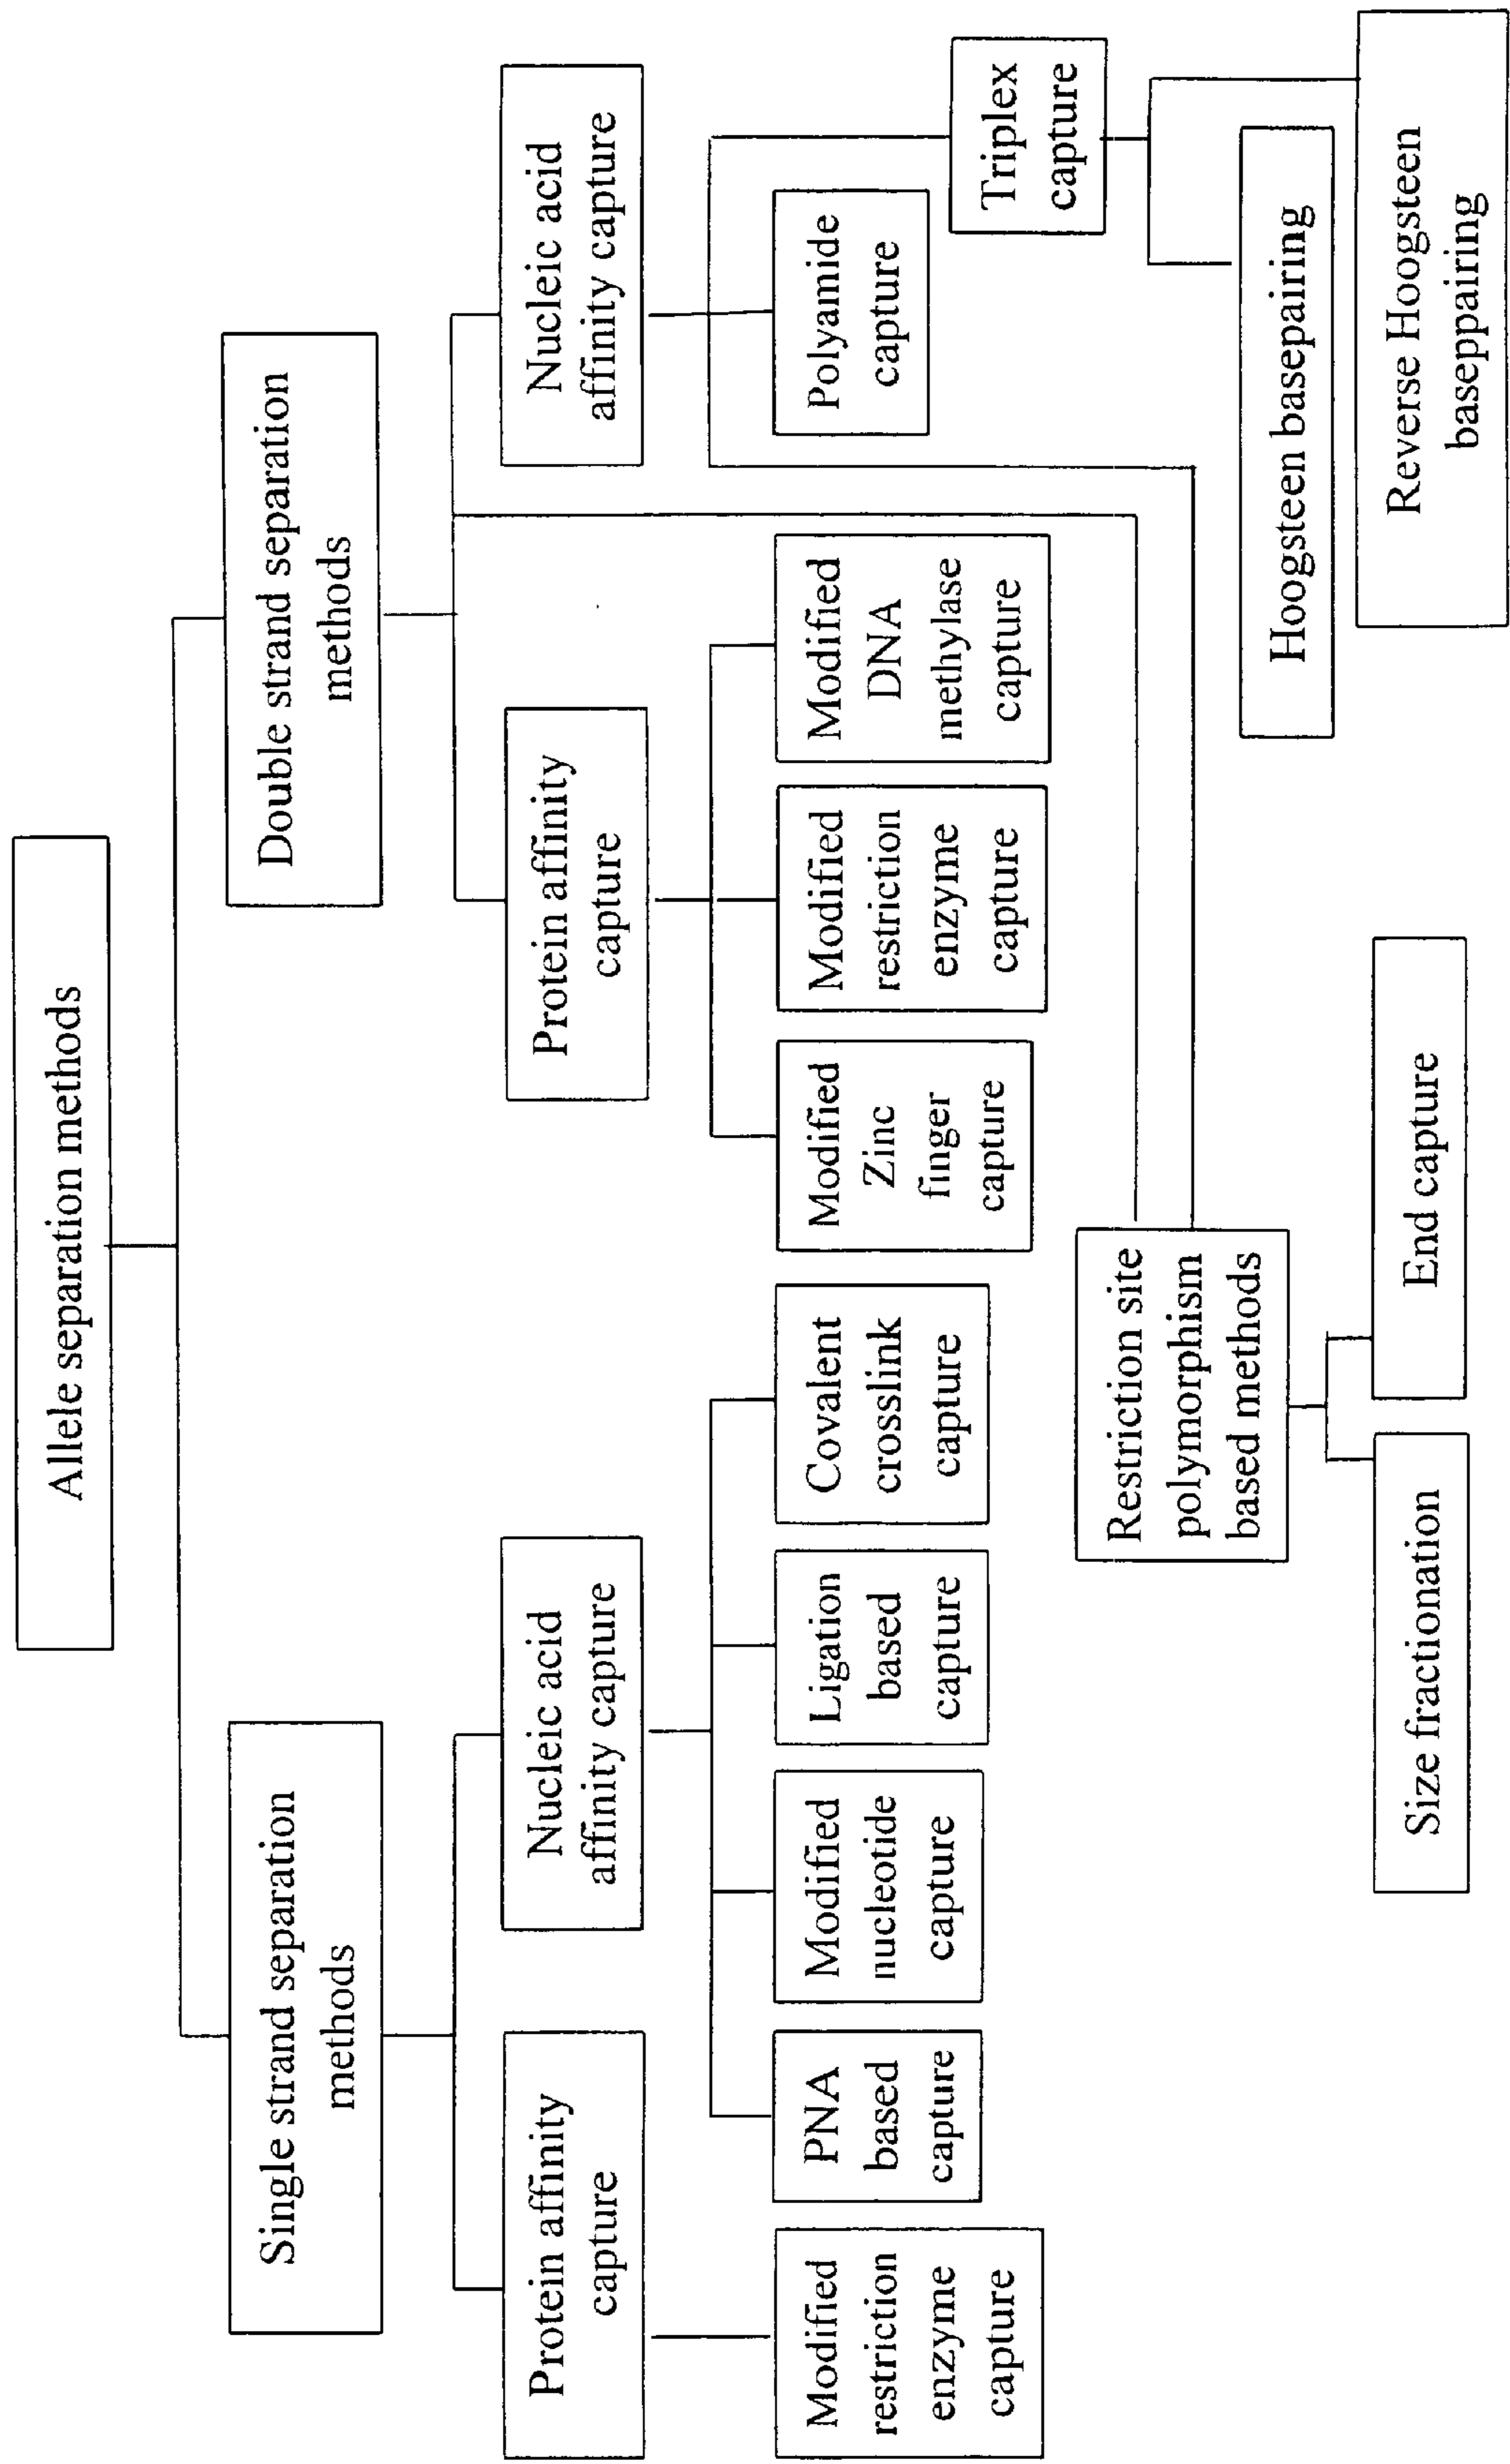 Allele separation methods
Single strand separation
methods
Double strand separation
methods
Protein affinity
capture
Nucleic acid
affinity capture
Protein affinity
capture
Nucleic acid
affinity capture
Modified
restriction
enzyme
capture
PNA
based
capture
Modified
nucleotide
capture
Ligation
based
capture
Covalent
crosslink
capture
Modified
Zinc
finger
capture
Modified
restriction
enzyme
capture
Modified
DNA
methylase
capture
Polyamide
capture
Triplex
capture
Restriction site
polymorphism
based methods
Hoogsteen basepairing
Reverse Hoogsteen
baseppairing
Size fractionation
End capture